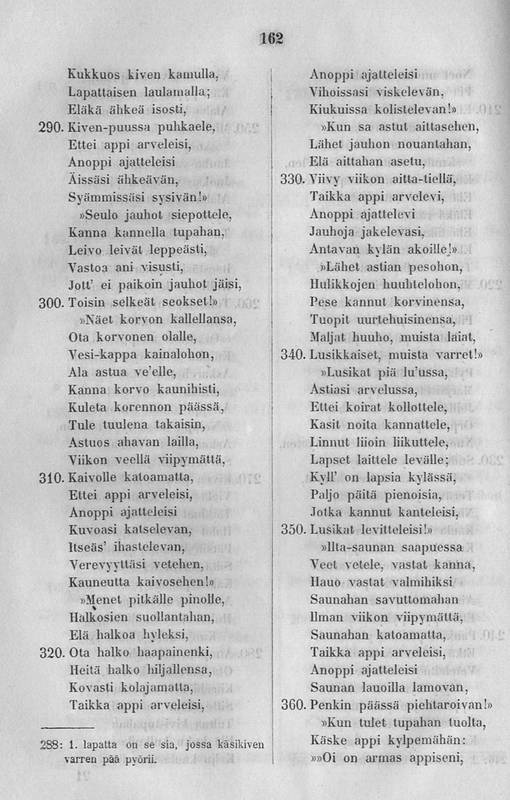 162
Kukkuos kiven kamulla,
Lapattaisen laulamalla;
Eläkä ähkeä isosti,
290. Kiven-puussa puhkaele,
Ettei appi arveleisi,
Anoppi ajatteleisi
Äissäsi ähkeävän,
Syämmissäsi sysivän!»
»Seulo jauhot siepottele,
Kanna kannella tupahan,
Leivo leivät leppeästi,
Vastoa ani visusti,
Jott' ei paikoin jauhot jäisi,
300. Toisin selkeät seokset!»
»Näet korvon kallellansa,
Ota korvonen olalle,
Vesi-kappa kainalohon,
Ala astua ve'elle,
Kanna korvo kaunihisti,
Kuleta korennon päässä,
Tule tuulena takaisin,
Astuos ahavan lailla,
Viikon veellä viipymättä,
310. Kaivolle katoamatta,
Ettei appi arveleisi,
Anoppi ajatteleisi
Kuvoasi katselevan,
Itseäs' ihastelevan,
Verevyyttäsi vetehen,
Kauneutta kaivosehen!»
»Menet pitkälle pinolle,
Halkosien suollantahan,
Elä halkoa hyleksi,
320. Ota halko haapainenki,
Heitä halko hiljallensa,
Kovasti kolajamatta,
Taikka appi arveleisi,
288: 1. lapatta on se sia, jossa käsikiven
varren pää pyörii.
Anoppi ajatteleisi
Vihoissasi viskelevän,
Kiukuissa kolistelevan!»
»Kun sa astut aittasehen,
Lähet jauhon nouantahan,
Elä aittahan asetu,
330. Viivy viikon aitta-tiellä,
Taikka appi arvelevi,
Anoppi ajattelevi
Jauhoja jakelevasi,
Antavan kylän akoille!»
»Lähet astian pesohon,
Hulikkojen huuhtelohon,
Pese kannut korvinensa,
Tuopit uurtehuisinensa,
Maljat huuho, muista laiat,
340. Lusikkaiset, muista varret!»
»Lusikat piä lu'ussa,
Astiasi arvelussa,
Ettei koirat kollottele,
Kasit noita kannattele,
Linnut liioin liikuttele,
Lapset laittele levälle;
Kyll' on lapsia kylässä,
Paljo päitä pienoisia,
Jotka kannut kanteleisi,
350. Lusikat levitteleisi!»
»Ilta-saunan saapuessa
Veet vetele, vastat kanna,
Hauo vastat valmihiksi
Saunahan savuttomahan
Ilman viikon viipymättä,
Saunahan katoamatta,
Taikka appi arveleisi,
Anoppi ajatteleisi
Saunan lauoilla lamovan,
360. Penkin päässä piehtaroivan!»
»Kun tulet tupahan tuolta,
Käske appi kylpemähän:
»»Oi on armas appiseni,